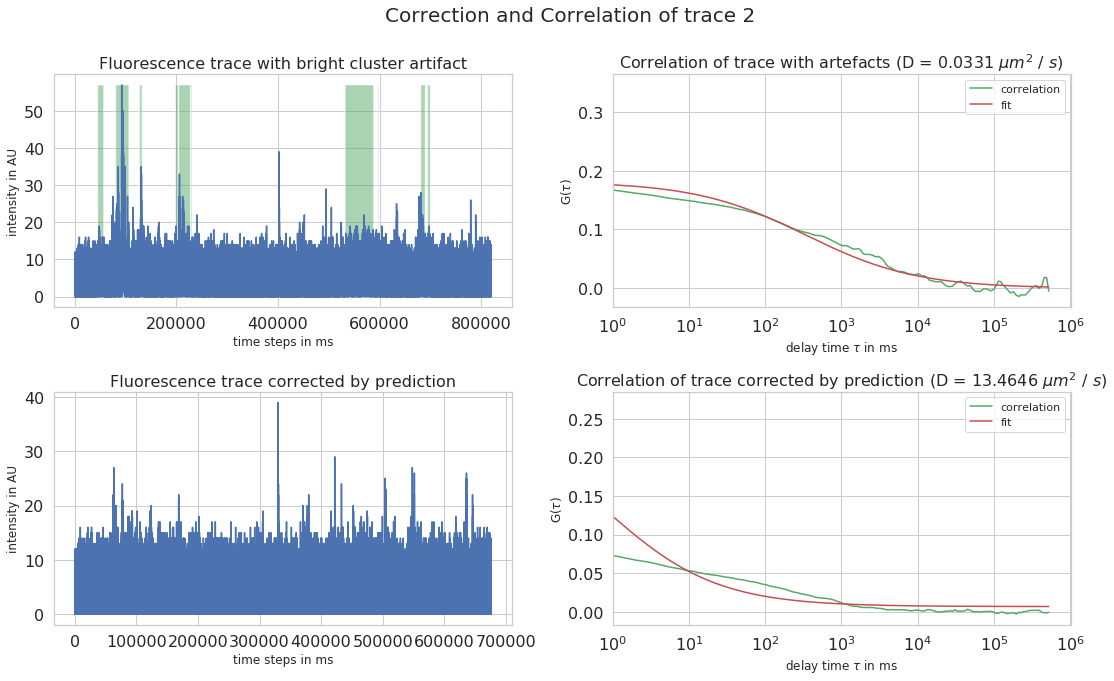 Correction and Correlation of trace 2
Fluorescence trace with bright cluster artifact
intensity in AU
50
40
30
20
10
0
0 200000 400000 600000 800000
time steps in ms
Correlation of trace with artefacts (D = 0.0331 μm² / s)
correlation
fit
G(τ)
0.3
0.2
0.1
0.0
10⁰ 10¹ 10² 10³ 10⁴ 10⁵ 10⁶
delay time τ in ms
Fluorescence trace corrected by prediction
intensity in AU
40
30
20
10
0
0 100000 200000 300000 400000 500000 600000 700000
time steps in ms
Correlation of trace corrected by prediction (D = 13.4646 μm² / s)
correlation
fit
G(τ)
0.25
0.20
0.15
0.10
0.05
0.00
10⁰ 10¹ 10² 10³ 10⁴ 10⁵ 10⁶
delay time τ in ms